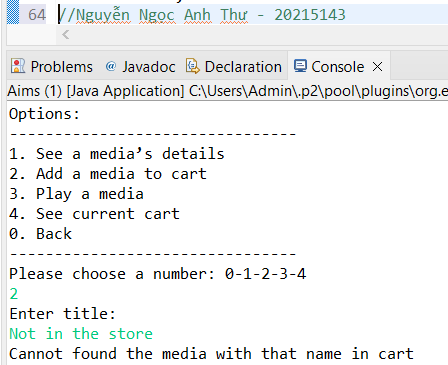 64 //Nguyễn Ngọc Anh Thư - 20215143
Problems @ Javadoc Declaration Console
Aims (1) [Java Application] C:\Users\Admin\.p2\pool\plugins\org.e
Options:
--------------------------------
1. See a media’s details
2. Add a media to cart
3. Play a media
4. See current cart
0. Back
--------------------------------
Please choose a number: 0-1-2-3-4
2
Enter title:
Not in the store
Cannot found the media with that name in cart